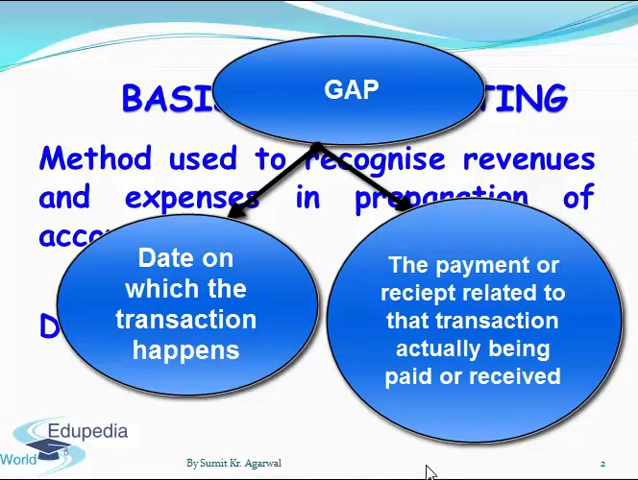 GAP
BASI TING
Method used to recognise revenues
and expenses in preparation of
acco
Date on
which the
transaction
happens
The payment or
reciept related to
that transaction
actually being
paid or received
D
Edupedia
World
By Sumit Kr. Agarwal
2